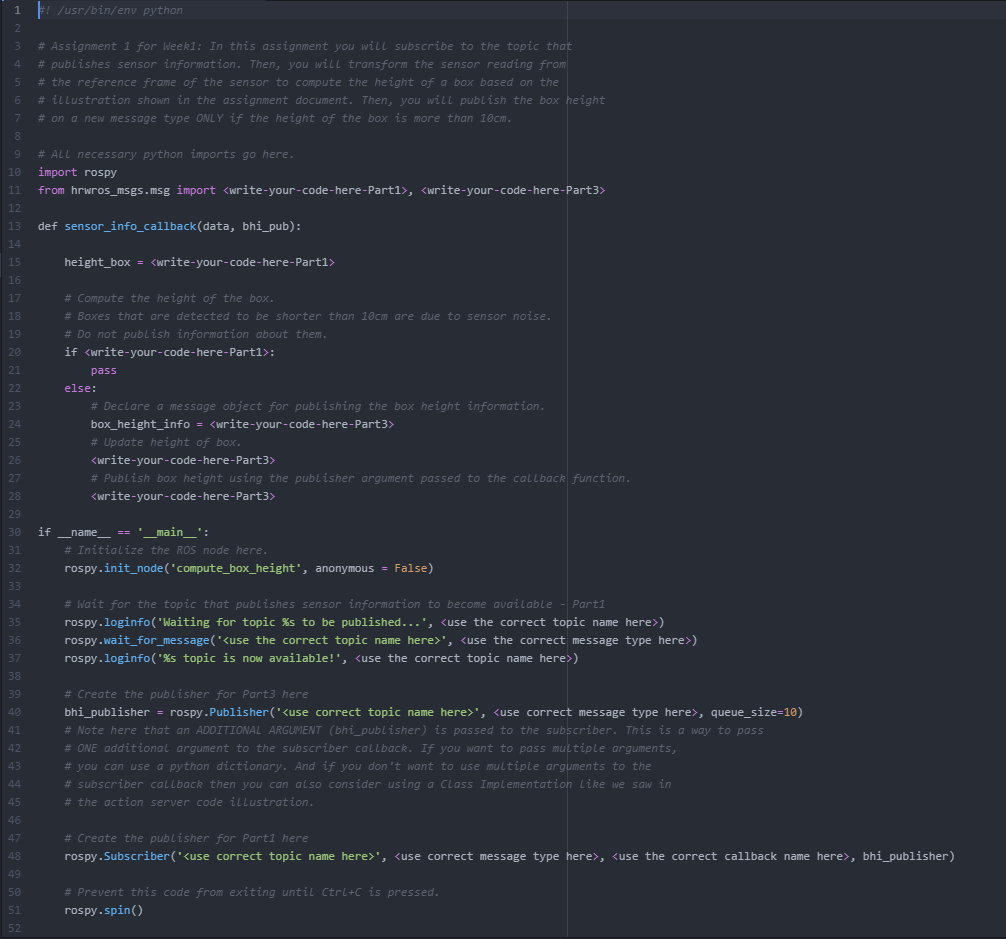 1 #! /usr/bin/env python
2
3 # Assignment 1 for Week1: In this assignment you will subscribe to the topic that
4 # publishes sensor information. Then, you will transform the sensor reading from
5 # the reference frame of the sensor to compute the height of a box based on the
6 # illustration shown in the assignment document. Then, you will publish the box height
7 # on a new message type ONLY if the height of the box is more than 10cm.
8
9 # All necessary python imports go here.
10 import rospy
11 from hrwros_msgs.msg import <write-your-code-here-Part1>, <write-your-code-here-Part3>
12
13 def sensor_info_callback(data, bhi_pub):
14
15     height_box = <write-your-code-here-Part1>
16
17     # Compute the height of the box.
18     # Boxes that are detected to be shorter than 10cm are due to sensor noise.
19     # Do not publish information about them.
20     if <write-your-code-here-Part1>:
21         pass
22     else:
23         # Declare a message object for publishing the box height information.
24         box_height_info = <write-your-code-here-Part3>
25         # Update height of box.
26         <write-your-code-here-Part3>
27         # Publish box height using the publisher argument passed to the callback function.
28         <write-your-code-here-Part3>
29
30 if __name__ == '__main__':
31     # Initialize the ROS node here.
32     rospy.init_node('compute_box_height', anonymous = False)
33
34     # Wait for the topic that publishes sensor information to become available - Part1
35     rospy.loginfo('Waiting for topic %s to be published...', <use the correct topic name here>)
36     rospy.wait_for_message('<use the correct topic name here>', <use the correct message type here>)
37     rospy.loginfo('%s topic is now available!', <use the correct topic name here>)
38
39     # Create the publisher for Part3 here
40     bhi_publisher = rospy.Publisher('<use correct topic name here>', <use correct message type here>, queue_size=10)
41     # Note here that an ADDITIONAL ARGUMENT (bhi_publisher) is passed to the subscriber. This is a way to pass
42     # ONE additional argument to the subscriber callback. If you want to pass multiple arguments,
43     # you can use a python dictionary. And if you don't want to use multiple arguments to the
44     # subscriber callback then you can also consider using a Class Implementation like we saw in
45     # the action server code illustration.
46
47     # Create the publisher for Part1 here
48     rospy.Subscriber('<use correct topic name here>', <use correct message type here>, <use the correct callback name here>, bhi_publisher)
49
50     # Prevent this code from exiting until Ctrl+C is pressed.
51     rospy.spin()
52